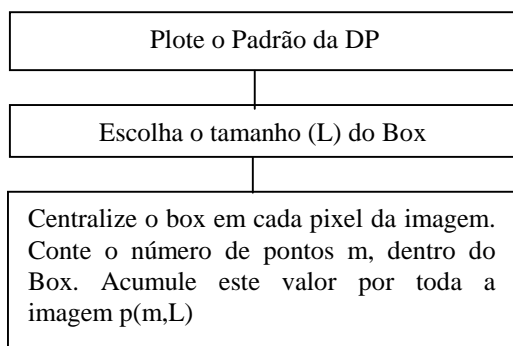 Plote o Padrão da DP
Escolha o tamanho (L) do Box
Centralize o box em cada pixel da imagem.
Conte o número de pontos m, dentro do
Box. Acumule este valor por toda a
imagem p(m,L)